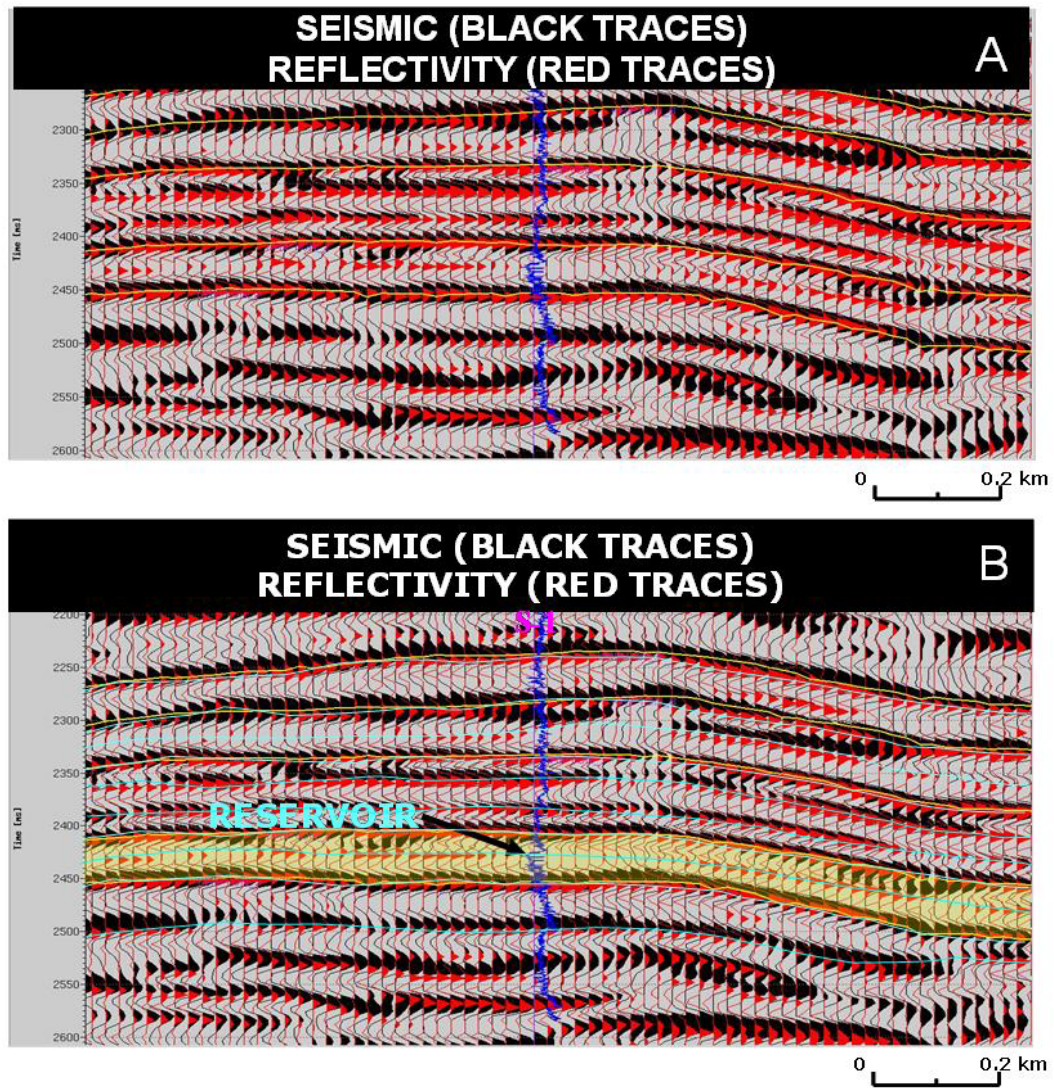 SEISMIC (BLACK TRACES)
REFLECTIVITY (RED TRACES)
A
2300
2350
2400
2450
2500
2550
2600
Time [ms]
0 0.2 km
SEISMIC (BLACK TRACES)
REFLECTIVITY (RED TRACES)
B
2200
2250
2300
2350
2400
2450
2500
2550
2600
Time [ms]
RESERVOIR
0 0.2 km